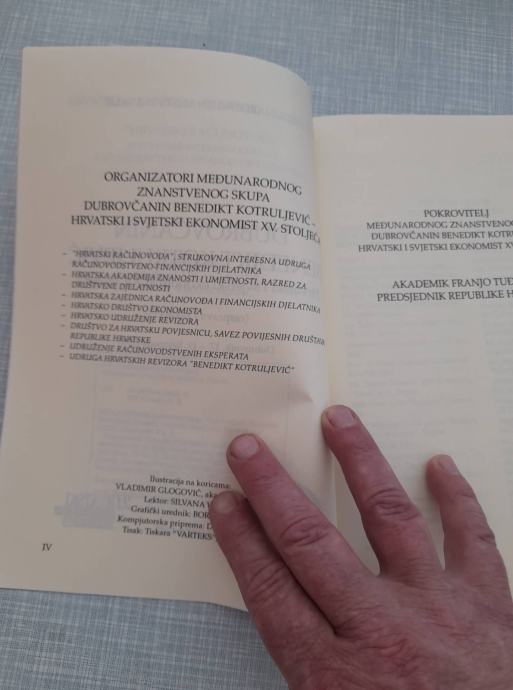 ORGANIZATORI MEĐUNARODNOG
ZNANSTVENOG SKUPA
DUBROVČANIN BENEDIKT KOTRULJEVIĆ –
HRVATSKI I SVJETSKI EKONOMIST XV. STOLJEĆA
– "HRVATSKI RAČUNOVOĐA", STRUKOVNA INTERESNA UDRUGA
RAČUNOVODSTVENO-FINANCIJSKIH DJELATNIKA
– HRVATSKA AKADEMIJA ZNANOSTI I UMJETNOSTI, RAZRED ZA
DRUŠTVENE DJELATNOSTI
– HRVATSKA ZAJEDNICA RAČUNOVOĐA I FINANCIJSKIH DJELATNIKA
– HRVATSKO DRUŠTVO EKONOMISTA
– HRVATSKO UDRUŽENJE REVIZORA
– DRUŠTVO ZA HRVATSKU POVJESNICU, SAVEZ POVIJESNIH DRUŠTAVA
REPUBLIKE HRVATSKE
– UDRUŽENJE RAČUNOVODSTVENIH EKSPERATA
– UDRUGA HRVATSKIH REVIZORA "BENEDIKT KOTRULJEVIĆ"
Ilustracija na koricama:
VLADIMIR GLOGOVIĆ,
Lektor: SILVANA
Grafički urednik:
Kompjutorska priprema:
Tisak: Tiskara "VARTEKS"
IV
POKROVITELJ
MEĐUNARODNOG ZNANSTVENOG
DUBROVČANIN BENEDIKT
HRVATSKI I SVJETSKI EKONOMIST
AKADEMIK FRANJO
PREDSJEDNIK REPUBLIKE